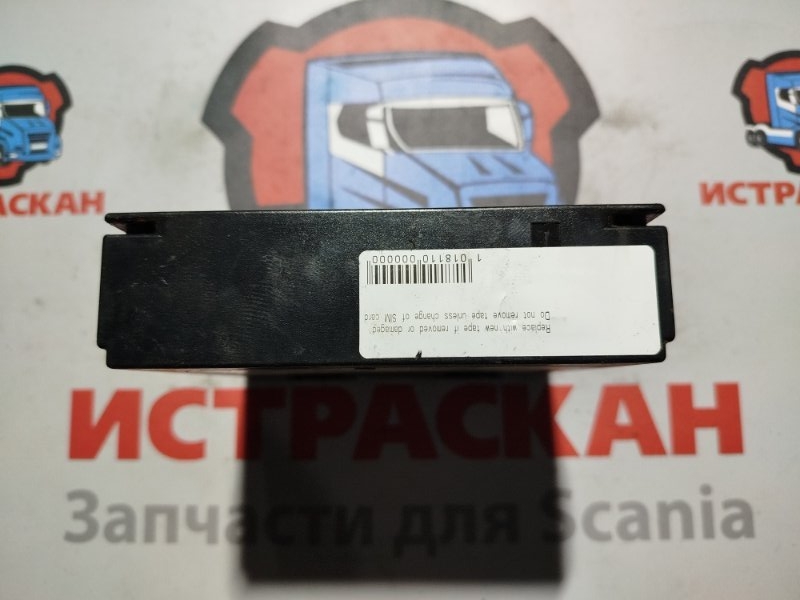 ИСТРАСКАН
ИСТРАСКАН
Do not remove tape unless change of SIM card
Replace with new tape if removed or damaged
1 018110 000000
ИСТРАСКАН
Запчасти для Scania